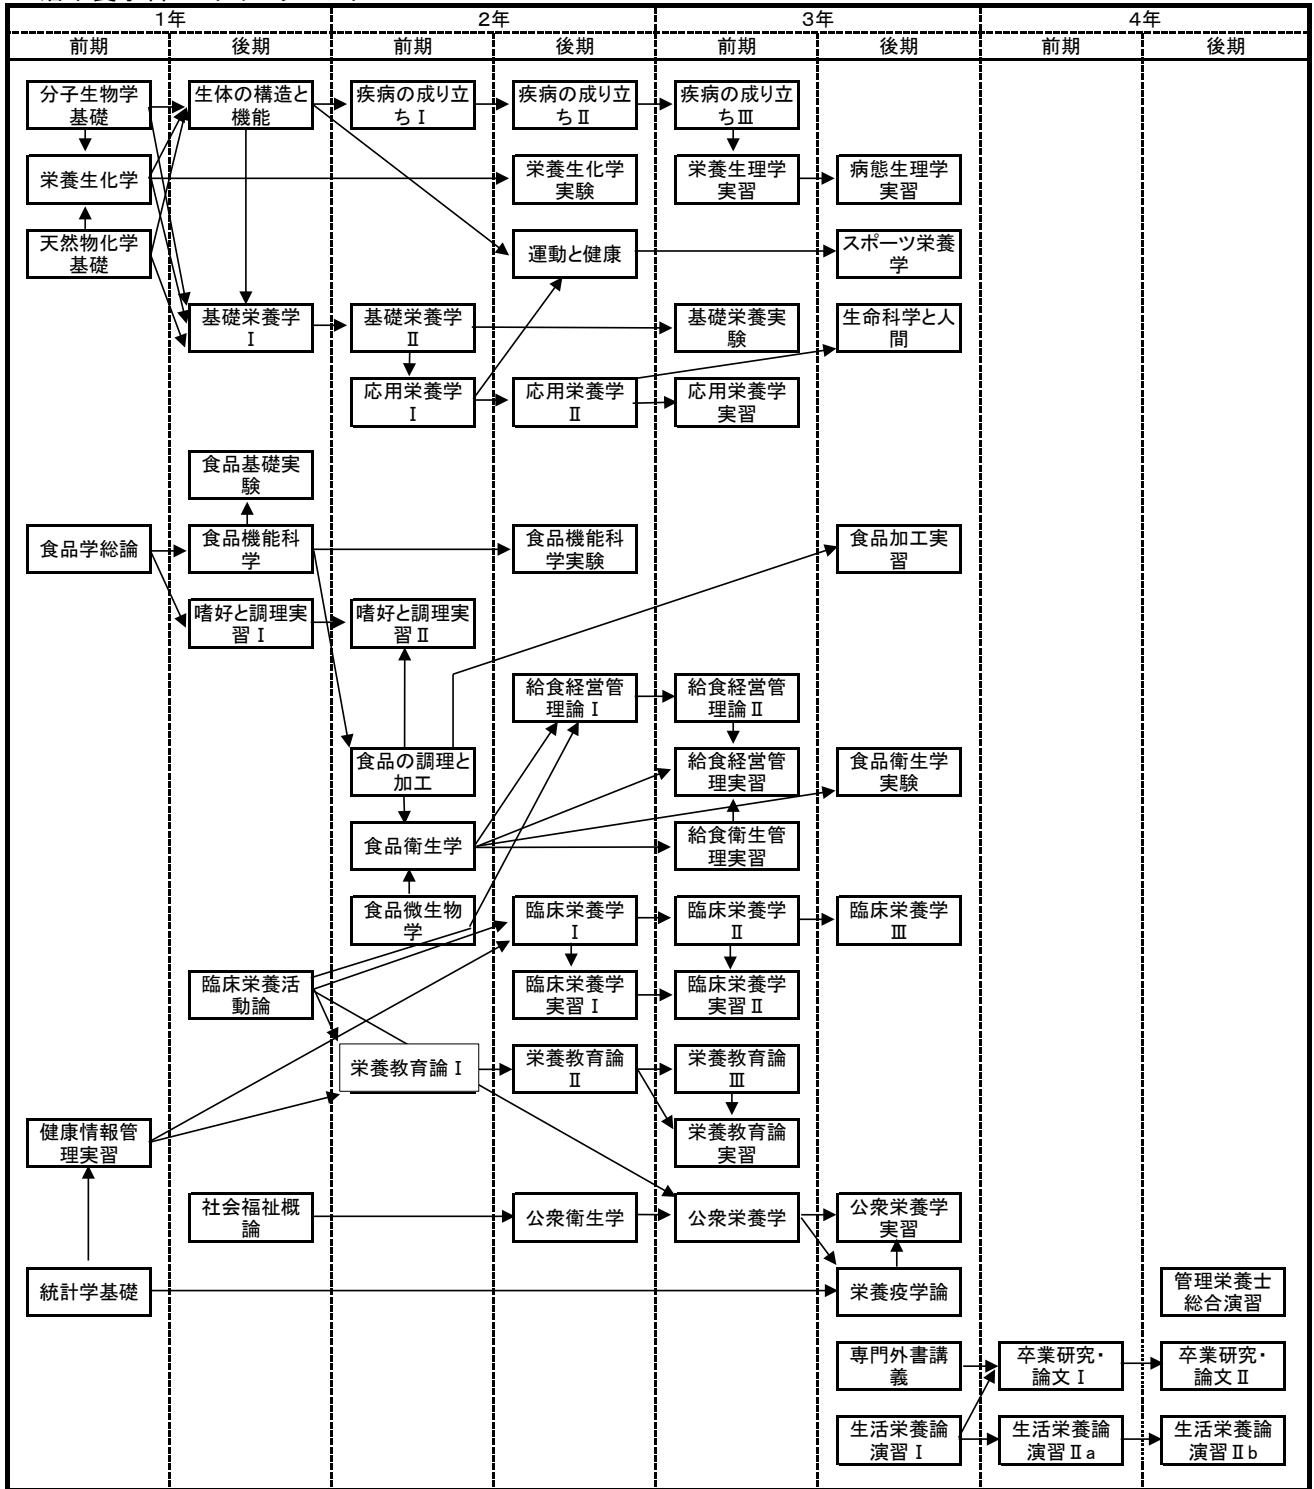 1年 2年 3年 4年
前期 後期 前期 後期 前期 後期 前期 後期
分子生物学
基礎
生体の構造と
機能
疾病の成り立
ちⅠ
疾病の成り立
ちⅡ
疾病の成り立
ちⅢ
栄養生化学
栄養生化学
実験
栄養生理学
実習
病態生理学
実習
天然物化学
基礎
運動と健康
スポーツ栄養
学
基礎栄養学
Ⅰ
基礎栄養学
Ⅱ
基礎栄養実
験
生命科学と人
間
応用栄養学
Ⅰ
応用栄養学
Ⅱ
応用栄養学
実習
食品基礎実
験
食品学総論
食品機能科
学
食品機能科
学実験
食品加工実
習
嗜好と調理実
習Ⅰ
嗜好と調理実
習Ⅱ
給食経営管
理論Ⅰ
給食経営管
理論Ⅱ
食品の調理と
加工
給食経営管
理実習
食品衛生学
実験
食品衛生学
給食衛生管
理実習
食品微生物
学
臨床栄養学
Ⅰ
臨床栄養学
Ⅱ
臨床栄養学
Ⅲ
臨床栄養活
動論
臨床栄養学
実習Ⅰ
臨床栄養学
実習Ⅱ
栄養教育論Ⅰ
栄養教育論
Ⅱ
栄養教育論
Ⅲ
健康情報管
理実習
栄養教育論
実習
社会福祉概
論
公衆衛生学
公衆栄養学
公衆栄養学
実習
統計学基礎
栄養疫学論
管理栄養士
総合演習
専門外書講
義
卒業研究・
論文Ⅰ
卒業研究・
論文Ⅱ
生活栄養論
演習Ⅰ
生活栄養論
演習Ⅱa
生活栄養論
演習Ⅱb